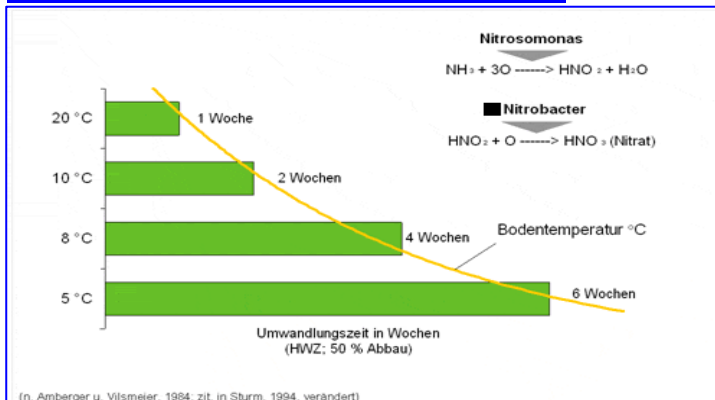 Nitrosomonas
NH₃ + 3O ------> HNO₂ + H₂O
Nitrobacter
HNO₂ + O ------> HNO₃ (Nitrat)
20 °C
1 Woche
10 °C
2 Wochen
8 °C
4 Wochen
Bodentemperatur °C
5 °C
6 Wochen
Umwandlungszeit in Wochen
(HWZ; 50 % Abbau)
(n. Amberger u. Vilsmeier, 1984; zit. in Sturm, 1994, verändert)